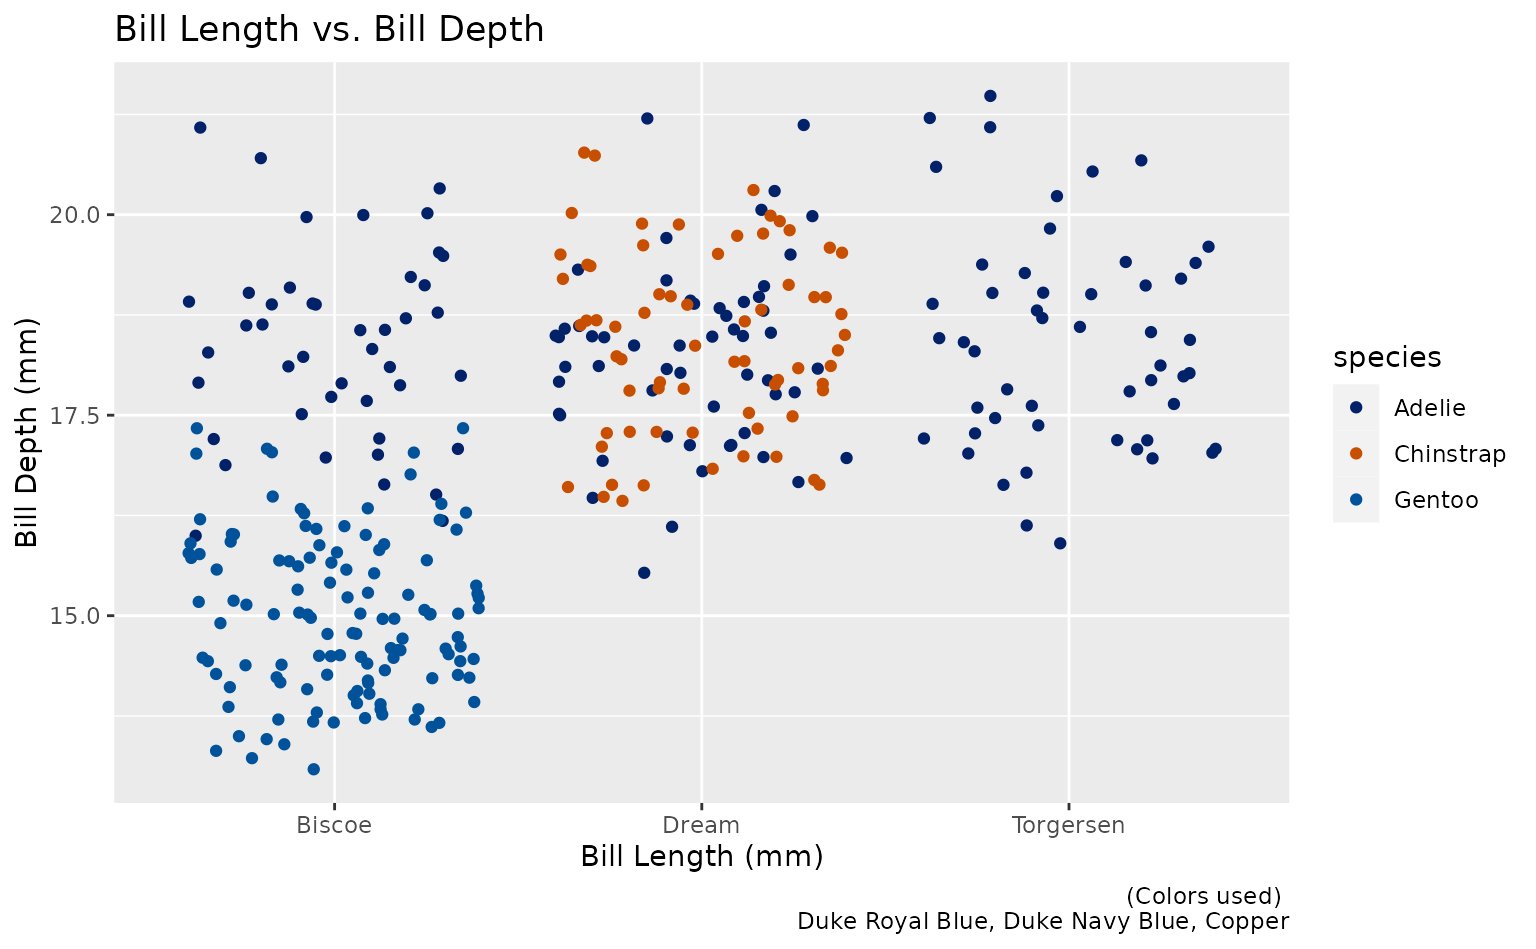 Bill Length vs. Bill Depth
Bill Depth (mm)
20.0
17.5
15.0
Biscoe Dream Torgersen
Bill Length (mm)
species
Adelie
Chinstrap
Gentoo
(Colors used)
Duke Royal Blue, Duke Navy Blue, Copper